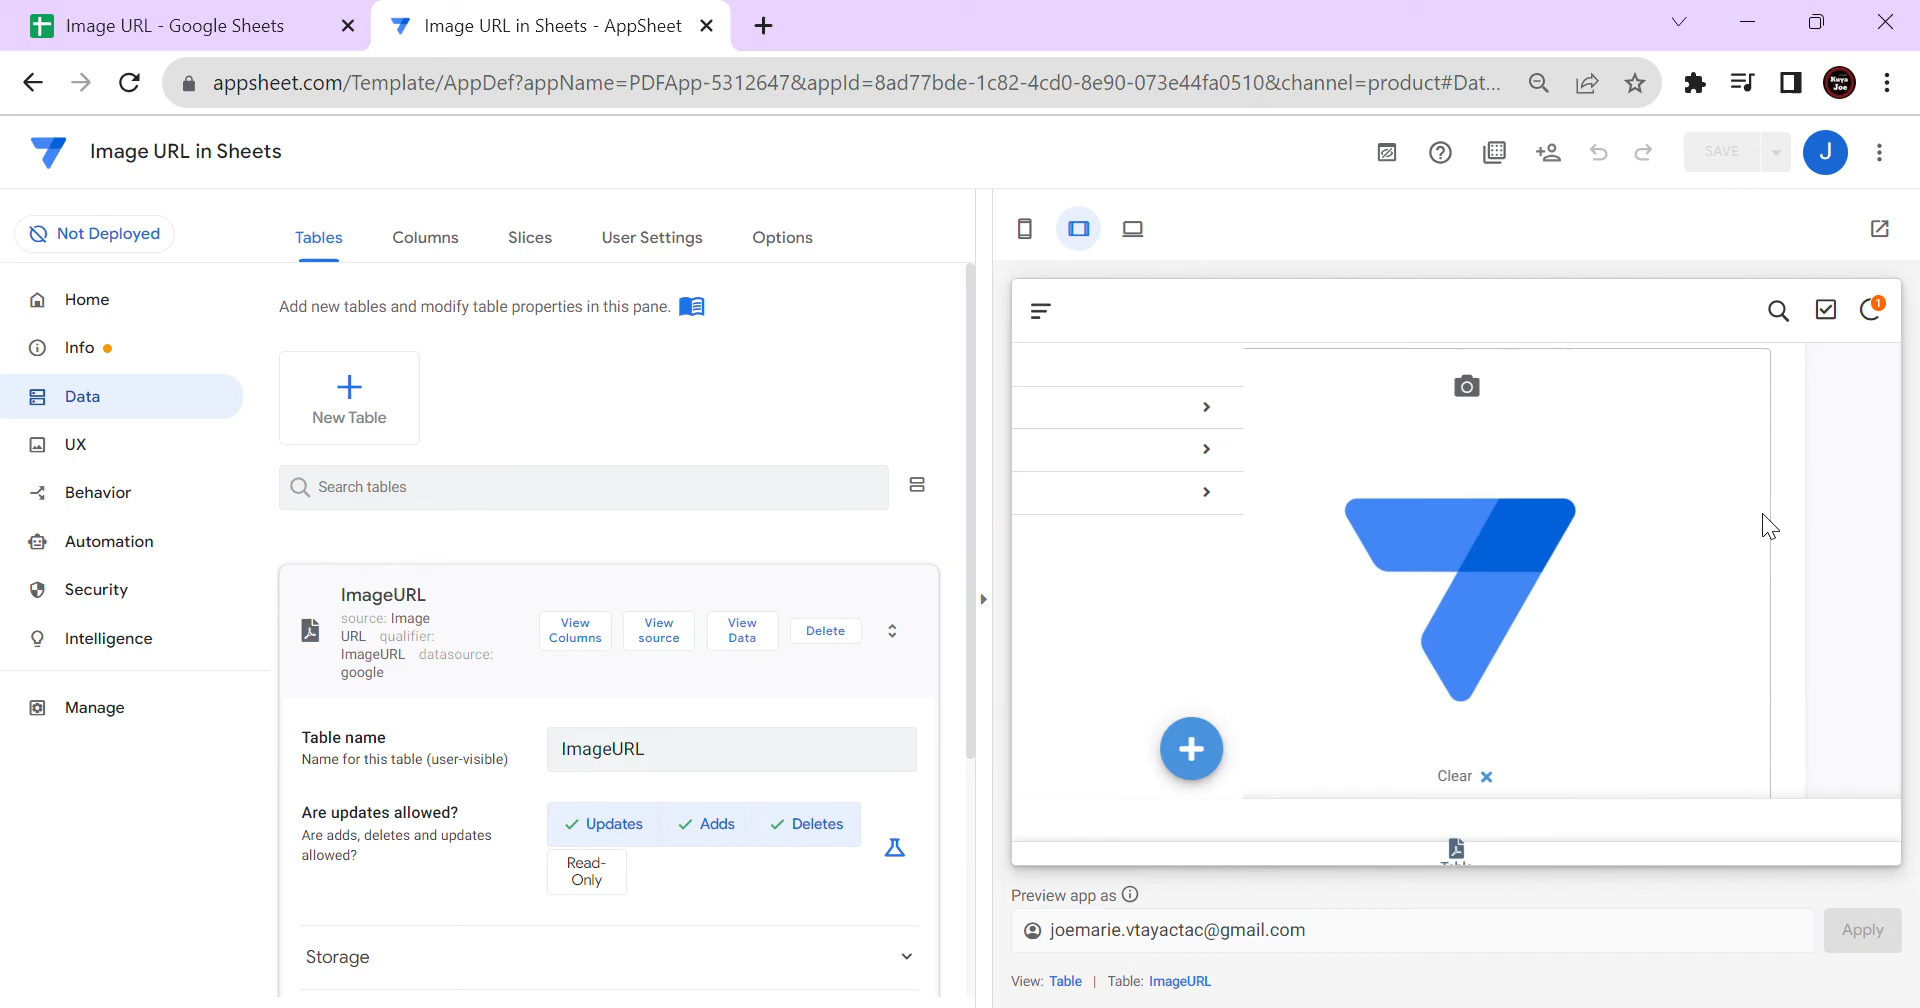 Image URL - Google Sheets
Image URL in Sheets - AppSheet
appsheet.com/Template/AppDef?appName=PDFApp-5312647&appId=8ad77bde-1c82-4cd0-8e90-073e44fa0510&channel=product#Dat...
Kuya
Joe
Image URL in Sheets
SAVE
J
Not Deployed
Tables
Columns
Slices
User Settings
Options
Home
Info
Data
UX
Behavior
Automation
Security
Intelligence
Manage
Add new tables and modify table properties in this pane.
New Table
Search tables
ImageURL
source: Image
URL qualifier:
ImageURL datasource:
google
View
Columns
View
source
View
Data
Delete
Table name
Name for this table (user-visible)
ImageURL
Are updates allowed?
Are adds, deletes and updates
allowed?
Updates
Adds
Deletes
Read-
Only
Storage
1
Clear
Preview app as
joemarie.vtayactac@gmail.com
Apply
View: Table | Table: ImageURL